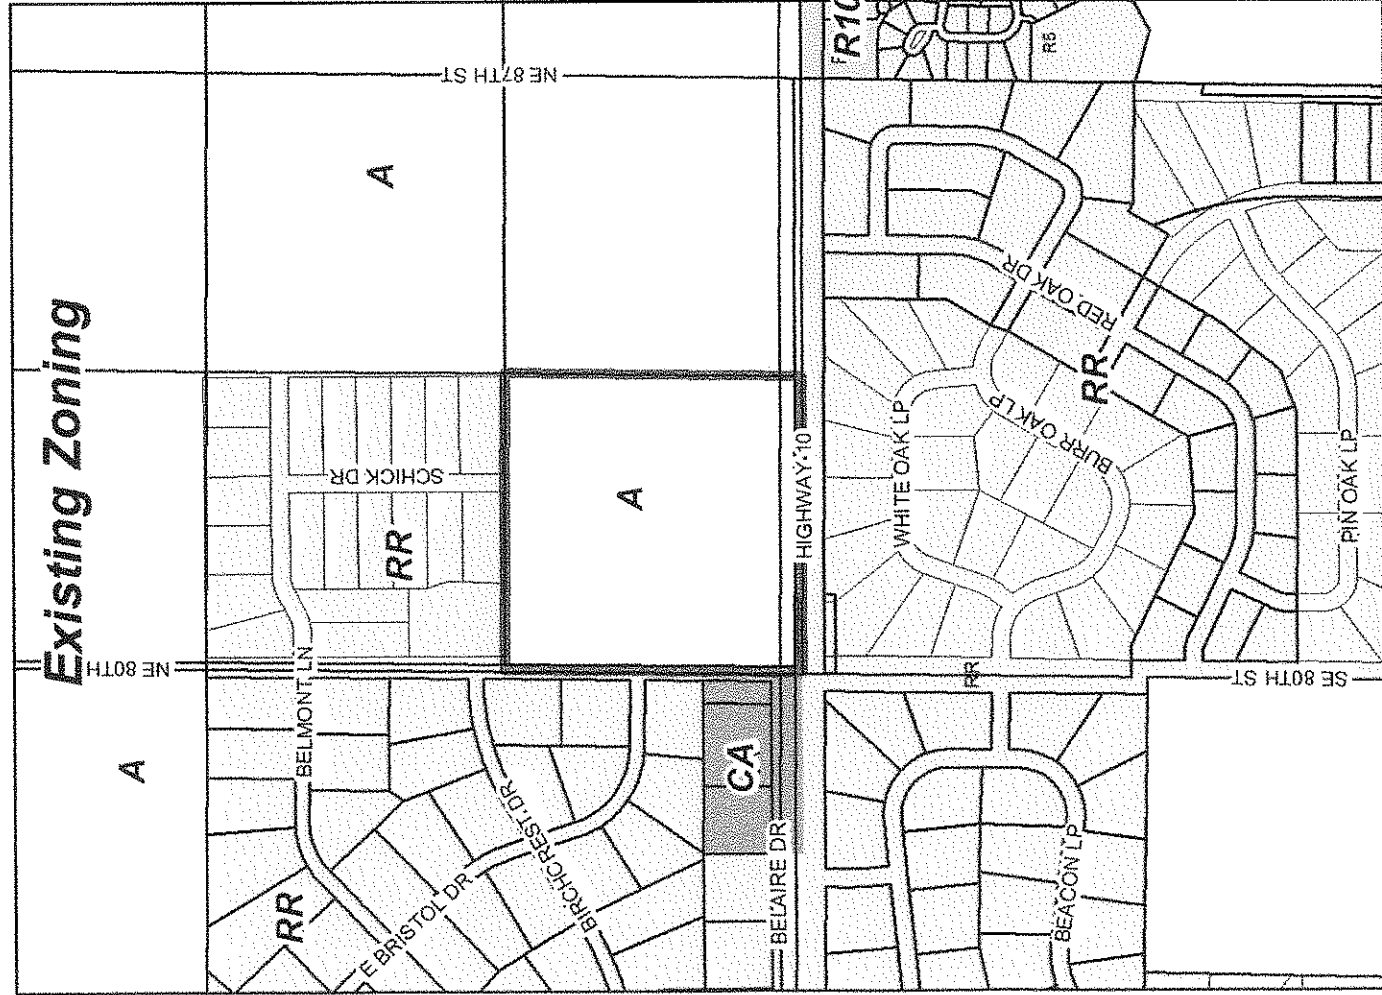 Existing Zoning
NE 87TH ST
FR10
R5
A
A
NE 80TH
BELMONT LN
SCHICK DR
RR
A
RR
E BRISTOL DR
BIRCHCREST DR
CA
BELAIRE DR
HIGHWAY 10
WHITE OAK LP
BURR OAK LP
RED OAK DR
RR
PIN OAK LP
RR
SE 80TH ST
BEACON LP